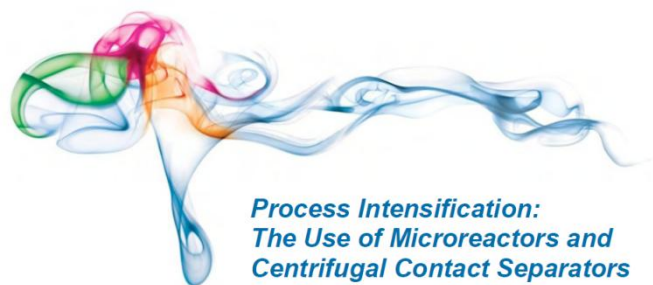 Process Intensification:
The Use of Microreactors and
Centrifugal Contact Separators